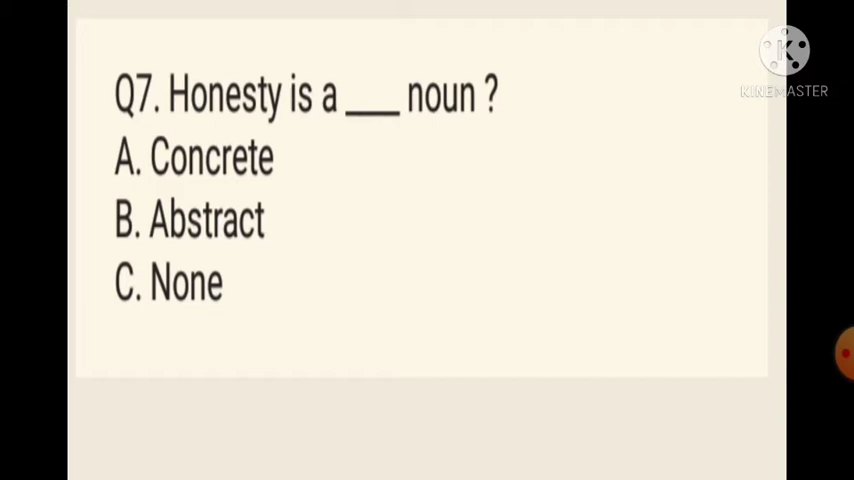 Q7. Honesty is a ___ noun ?
A. Concrete
B. Abstract
C. None
K
KINEMASTER